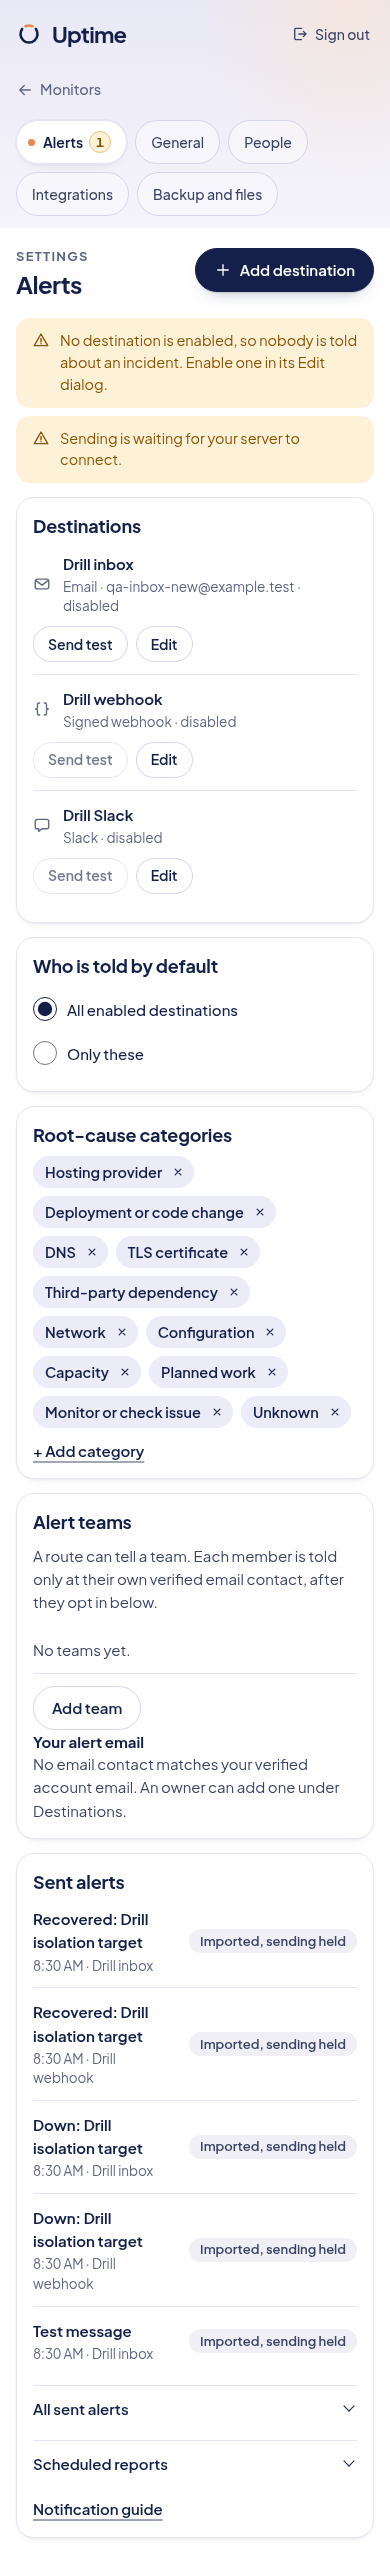 Uptime
Sign out
Monitors
Alerts 1
General
People
Integrations
Backup and files
SETTINGS
Alerts
+ Add destination
No destination is enabled, so nobody is told
about an incident. Enable one in its Edit
dialog.
Sending is waiting for your server to
connect.
Destinations
Drill inbox
Email · qa-inbox-new@example.test ·
disabled
Send test
Edit
Drill webhook
Signed webhook · disabled
Send test
Edit
Drill Slack
Slack · disabled
Send test
Edit
Who is told by default
All enabled destinations
Only these
Root-cause categories
Hosting provider ×
Deployment or code change ×
DNS × TLS certificate ×
Third-party dependency ×
Network × Configuration ×
Capacity × Planned work ×
Monitor or check issue × Unknown ×
+ Add category
Alert teams
A route can tell a team. Each member is told
only at their own verified email contact, after
they opt in below.
No teams yet.
Add team
Your alert email
No email contact matches your verified
account email. An owner can add one under
Destinations.
Sent alerts
Recovered: Drill
isolation target
8:30 AM · Drill inbox
Imported, sending held
Recovered: Drill
isolation target
8:30 AM · Drill
webhook
Imported, sending held
Down: Drill
isolation target
8:30 AM · Drill inbox
Imported, sending held
Down: Drill
isolation target
8:30 AM · Drill
webhook
Imported, sending held
Test message
8:30 AM · Drill inbox
Imported, sending held
All sent alerts
Scheduled reports
Notification guide